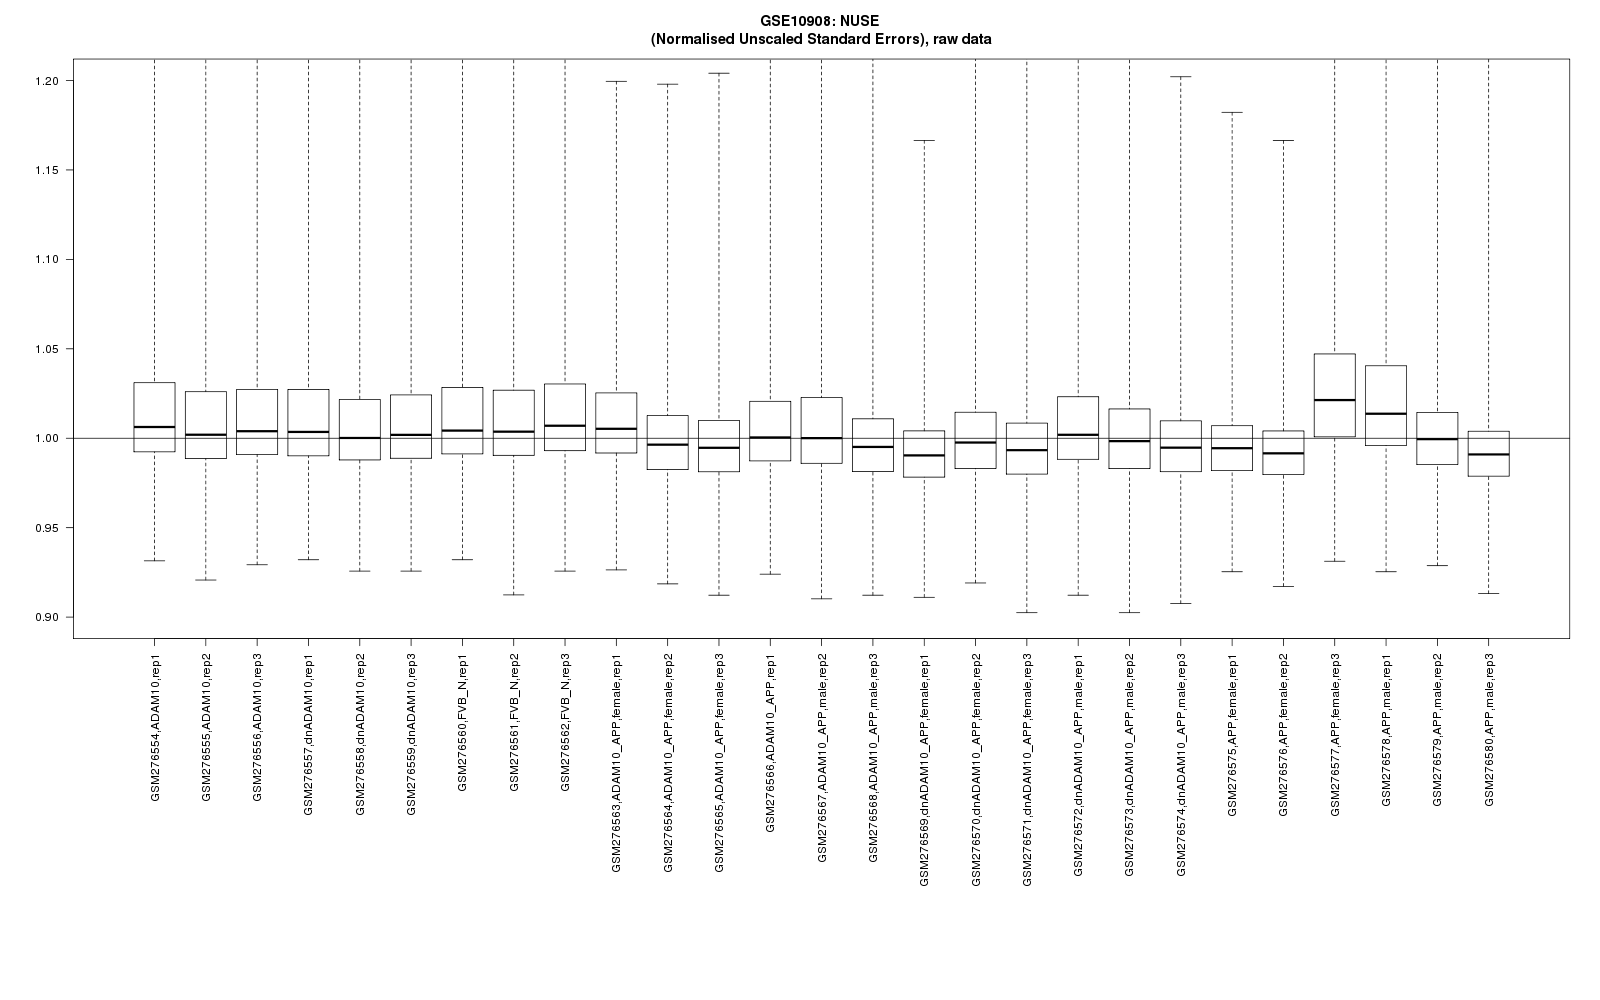 GSE10908: NUSE
(Normalised Unscaled Standard Errors), raw data
1.20
1.15
1.10
1.05
1.00
0.95
0.90
GSM276554,ADAM10,rep1
GSM276555,ADAM10,rep2
GSM276556,ADAM10,rep3
GSM276557,dnADAM10,rep1
GSM276558,dnADAM10,rep2
GSM276559,dnADAM10,rep3
GSM276560,FVB_N,rep1
GSM276561,FVB_N,rep2
GSM276562,FVB_N,rep3
GSM276563,ADAM10_APP,female,rep1
GSM276564,ADAM10_APP,female,rep2
GSM276565,ADAM10_APP,female,rep3
GSM276566,ADAM10_APP,rep1
GSM276567,ADAM10_APP,male,rep2
GSM276568,ADAM10_APP,male,rep3
GSM276569,dnADAM10_APP,female,rep1
GSM276570,dnADAM10_APP,female,rep2
GSM276571,dnADAM10_APP,female,rep3
GSM276572,dnADAM10_APP,male,rep1
GSM276573,dnADAM10_APP,male,rep2
GSM276574,dnADAM10_APP,male,rep3
GSM276575,APP,female,rep1
GSM276576,APP,female,rep2
GSM276577,APP,female,rep3
GSM276578,APP,male,rep1
GSM276579,APP,male,rep2
GSM276580,APP,male,rep3